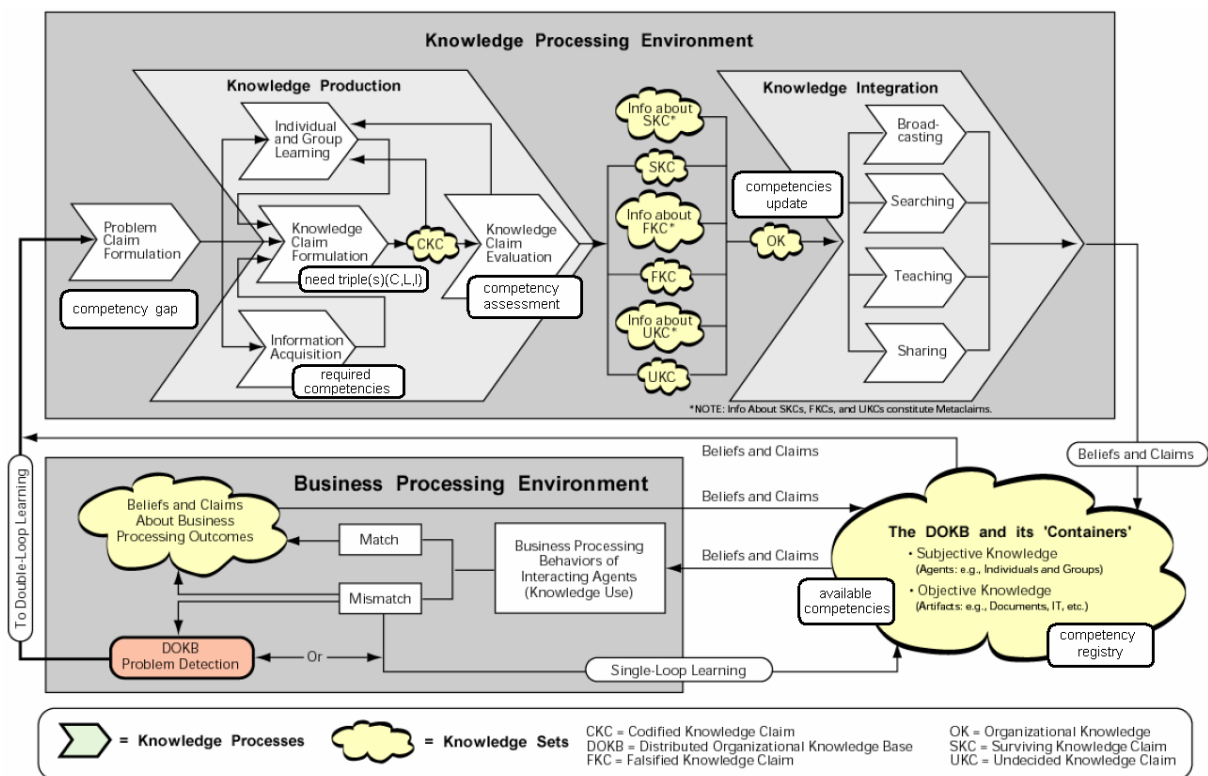 Knowledge Processing Environment
Knowledge Production
Individual
and Group
Learning
Problem
Claim
Formulation
competency gap
Knowledge
Claim
Formulation
need triple(s)(C,L,I)
CKC
Knowledge
Claim
Evaluation
competency
assessment
Information
Acquisition
required
competencies
Info about
SKC*
SKC
Info about
FKC*
FKC
Info about
UKC*
UKC
OK
competencies
update
Knowledge Integration
Broad-
casting
Searching
Teaching
Sharing
*NOTE: Info About SKCs, FKCs, and UKCs constitute Metaclaims.
To Double-Loop Learning
Beliefs and Claims
Beliefs and Claims
Business Processing Environment
Beliefs and Claims
About Business
Processing Outcomes
Beliefs and Claims
Match
Mismatch
Business Processing
Behaviors of
Interacting Agents
(Knowledge Use)
Beliefs and Claims
DOKB
Problem Detection
Or
Single-Loop Learning
The DOKB and its 'Containers'
• Subjective Knowledge
(Agents: e.g., Individuals and Groups)
• Objective Knowledge
(Artifacts: e.g., Documents, IT, etc.)
available
competencies
competency
registry
= Knowledge Processes
= Knowledge Sets
CKC = Codified Knowledge Claim
DOKB = Distributed Organizational Knowledge Base
FKC = Falsified Knowledge Claim
OK = Organizational Knowledge
SKC = Surviving Knowledge Claim
UKC = Undecided Knowledge Claim